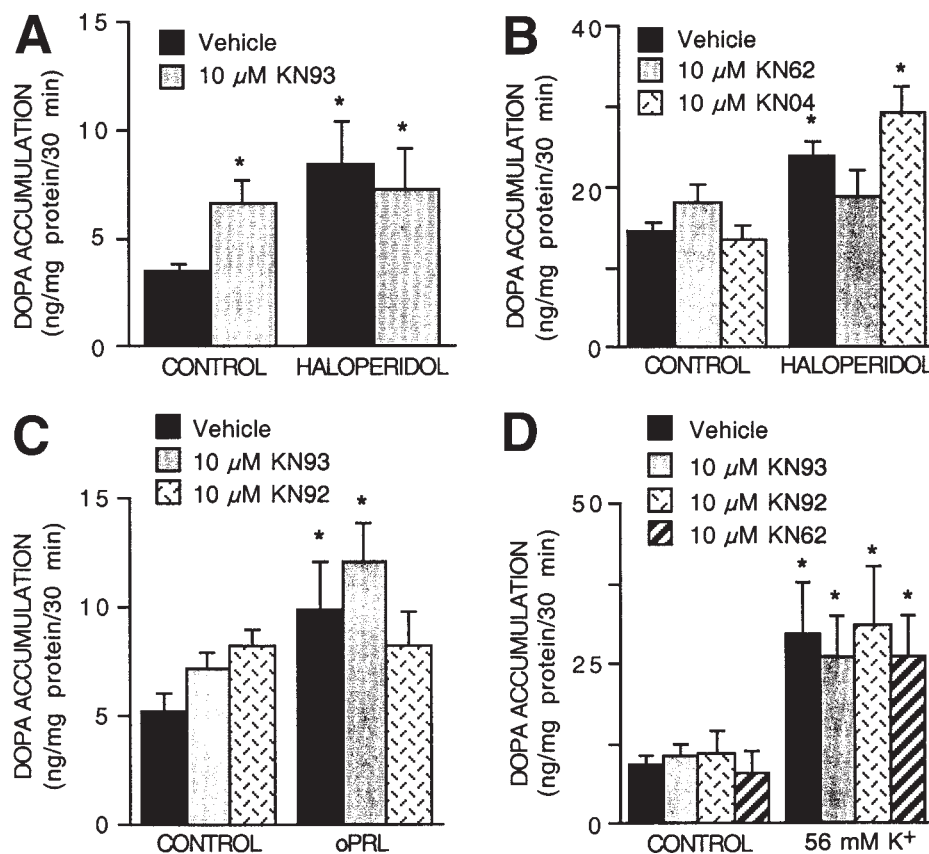 A
DOPA ACCUMULATION
(ng/mg protein/30 min)
15
10
5
0
Vehicle
10 µM KN93
*
*
*
CONTROL
HALOPERIDOL
B
DOPA ACCUMULATION
(ng/mg protein/30 min)
40
20
0
Vehicle
10 µM KN62
10 µM KN04
*
*
CONTROL
HALOPERIDOL
C
DOPA ACCUMULATION
(ng/mg protein/30 min)
15
10
5
0
Vehicle
10 µM KN93
10 µM KN92
*
*
CONTROL
oPRL
D
DOPA ACCUMULATION
(ng/mg protein/30 min)
50
25
0
Vehicle
10 µM KN93
10 µM KN92
10 µM KN62
*
*
*
*
CONTROL
56 mM K+